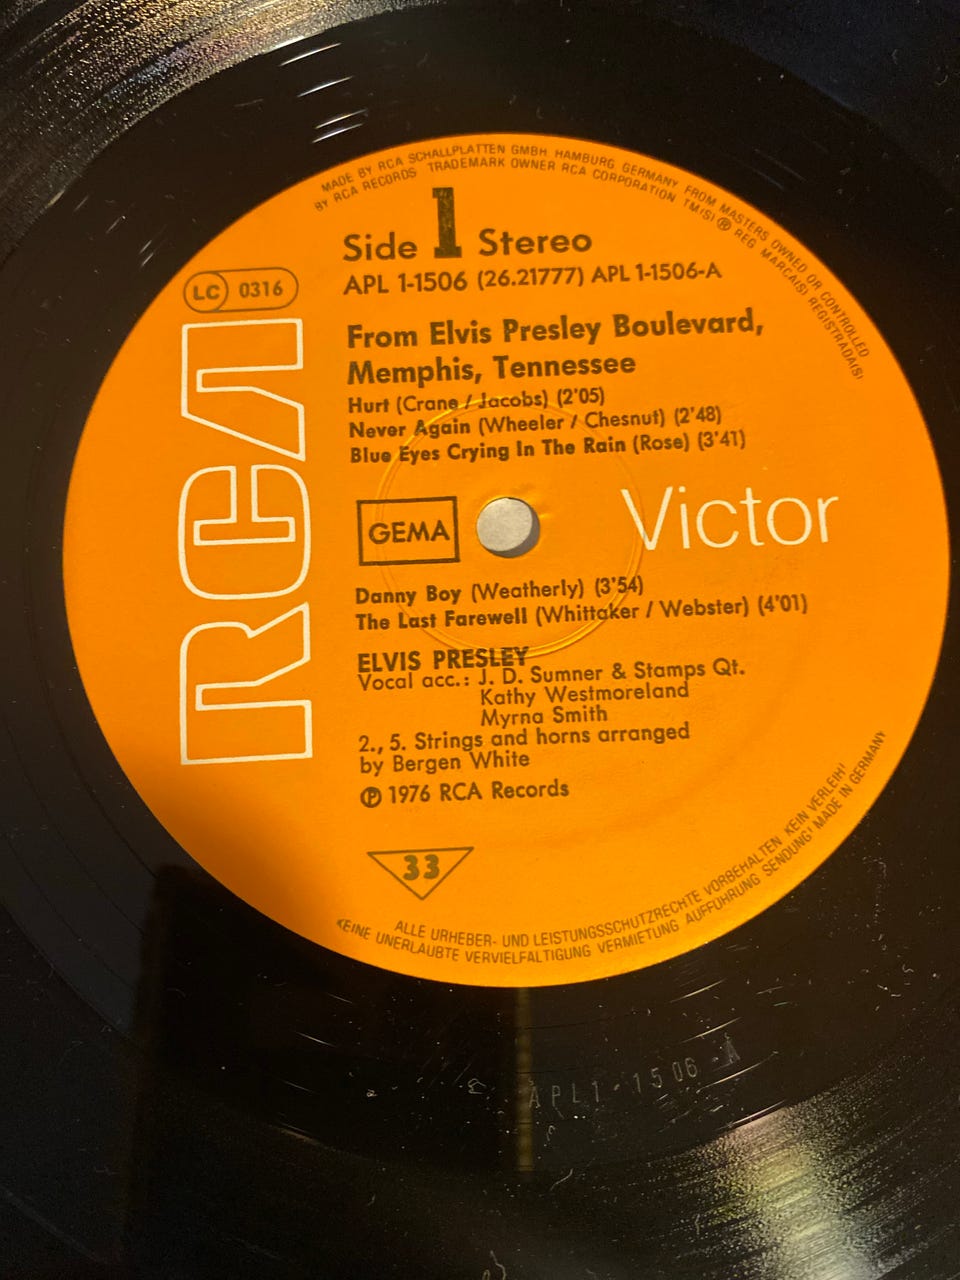 MADE BY RCA SCHALLPLATTEN GMBH. HAMBURG, GERMANY FROM MASTERS OWNED OR CONTROLLED
BY RCA RECORDS TRADEMARK OWNER RCA CORPORATION TM(S) ® REG MARCA(S) REGISTRADA(S)
Side 1 Stereo
APL 1-1506 (26.21777) APL 1-1506-A
LC 0316
From Elvis Presley Boulevard,
Memphis, Tennessee
Hurt (Crane / Jacobs) (2'05)
Never Again (Wheeler / Chesnut) (2'48)
Blue Eyes Crying In The Rain (Rose) (3'41)
RCA
GEMA
Victor
Danny Boy (Weatherly) (3'54)
The Last Farewell (Whittaker / Webster) (4'01)
ELVIS PRESLEY
Vocal acc.: J. D. Sumner & Stamps Qt.
Kathy Westmoreland
Myrna Smith
2., 5. Strings and horns arranged
by Bergen White
℗ 1976 RCA Records
33
ALLE URHEBER- UND LEISTUNGSSCHUTZRECHTE VORBEHALTEN KEIN VERLEIH!
KEINE UNERLAUBTE VERVIELFALTIGUNG VERMIETUNG AUFFUHRUNG SENDUNG! MADE IN GERMANY
APL1-1506-A